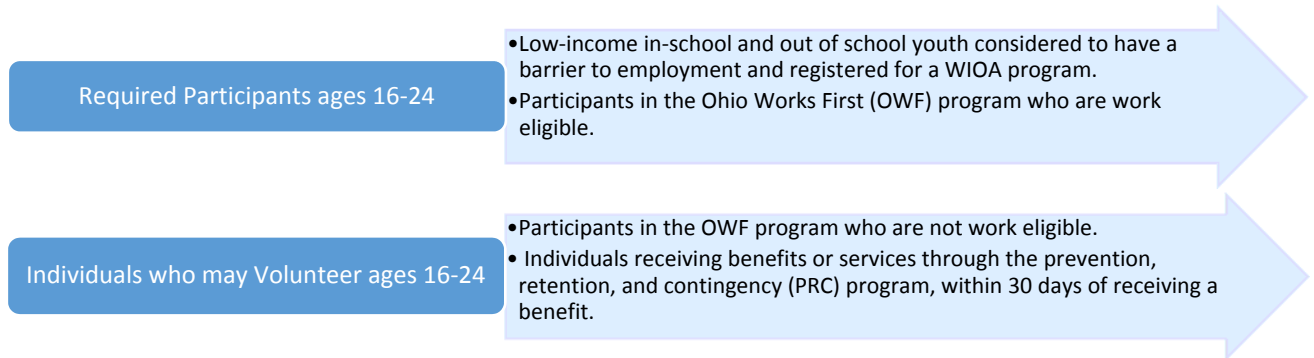 Required Participants ages 16-24
•Low-income in-school and out of school youth considered to have a
barrier to employment and registered for a WIOA program.
•Participants in the Ohio Works First (OWF) program who are work
eligible.
Individuals who may Volunteer ages 16-24
•Participants in the OWF program who are not work eligible.
• Individuals receiving benefits or services through the prevention,
retention, and contingency (PRC) program, within 30 days of receiving a
benefit.